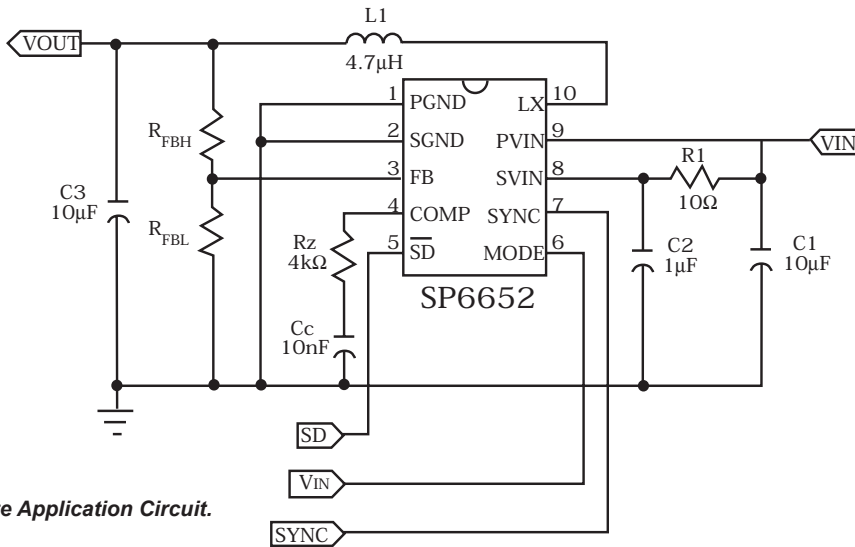 L1
VOUT
4.7µH
1 PGND LX 10
2 SGND PVIN 9
VIN
R1
3 FB SVIN 8
10Ω
4 COMP SYNC 7
5 SD MODE 6
R FBH
C3
10µF
R FBL
Rz
4kΩ
C2
1µF
C1
10µF
SP6652
Cc
10nF
SD
VIN
Application Circuit.
SYNC